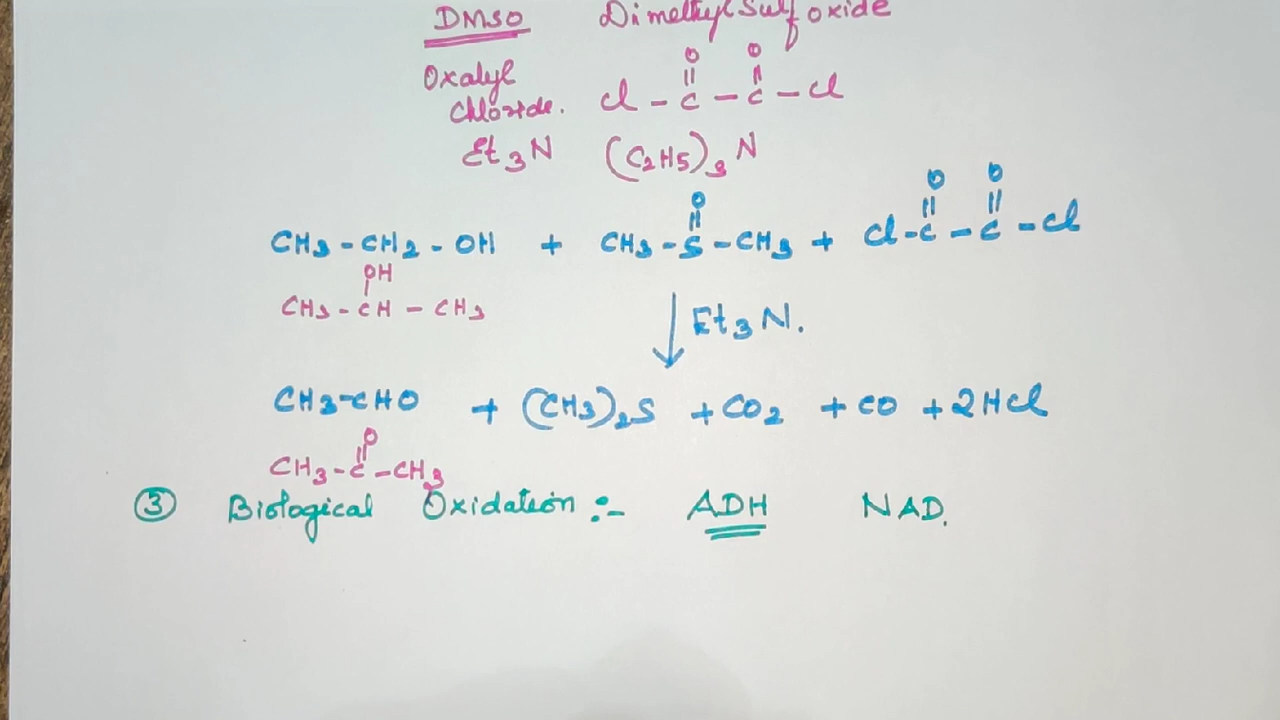 DMSO Dimethyl Sulfoxide
O O
|| ||
Oxalyl
Chloride. Cl - C - C - Cl
Et3N (C2H5)3 N
O O O
|| || ||
CH3 - CH2 - OH + CH3 - S - CH3 + Cl - C - C - Cl
OH
|
CH3 - CH - CH3
↓ Et3N.
CH3-CHO + (CH3)2S + CO2 + CO + 2HCl
O
||
CH3 - C - CH3
③ Biological Oxidation :- ADH NAD.